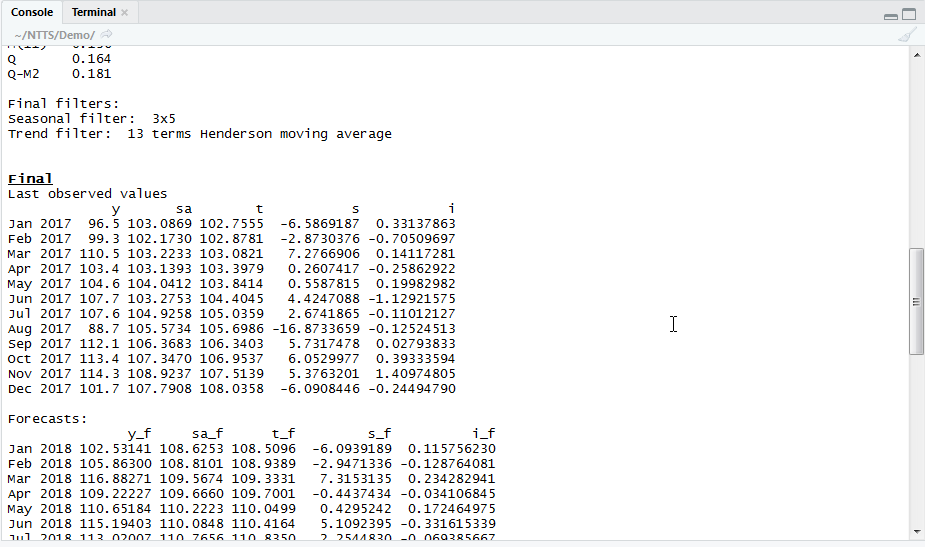 Console Terminal
~/NTTS/Demo/
Q 0.164
Q-M2 0.181
Final filters:
Seasonal filter: 3x5
Trend filter: 13 terms Henderson moving average
Final
Last observed values
y sa t s i
Jan 2017 96.5 103.0869 102.7555 -6.5869187 0.33137863
Feb 2017 99.3 102.1730 102.8781 -2.8730376 -0.70509697
Mar 2017 110.5 103.2233 103.0821 7.2766906 0.14117281
Apr 2017 103.4 103.1393 103.3979 0.2607417 -0.25862922
May 2017 104.6 104.0412 103.8414 0.5587815 0.19982982
Jun 2017 107.7 103.2753 104.4045 4.4247088 -1.12921575
Jul 2017 107.6 104.9258 105.0359 2.6741865 -0.11012127
Aug 2017 88.7 105.5734 105.6986 -16.8733659 -0.12524513
Sep 2017 112.1 106.3683 106.3403 5.7317478 0.02793833
Oct 2017 113.4 107.3470 106.9537 6.0529977 0.39333594
Nov 2017 114.3 108.9237 107.5139 5.3763201 1.40974805
Dec 2017 101.7 107.7908 108.0358 -6.0908446 -0.24494790
Forecasts:
y_f sa_f t_f s_f i_f
Jan 2018 102.53141 108.6253 108.5096 -6.0939189 0.115756230
Feb 2018 105.86300 108.8101 108.9389 -2.9471336 -0.128764081
Mar 2018 116.88271 109.5674 109.3331 7.3153135 0.234282941
Apr 2018 109.22227 109.6660 109.7001 -0.4437434 -0.034106845
May 2018 110.65184 110.2223 110.0499 0.4295242 0.172464975
Jun 2018 115.19403 110.0848 110.4164 5.1092395 -0.331615339
Jul 2018 113.02007 110.7656 110.8350 2.2544830 -0.069385667